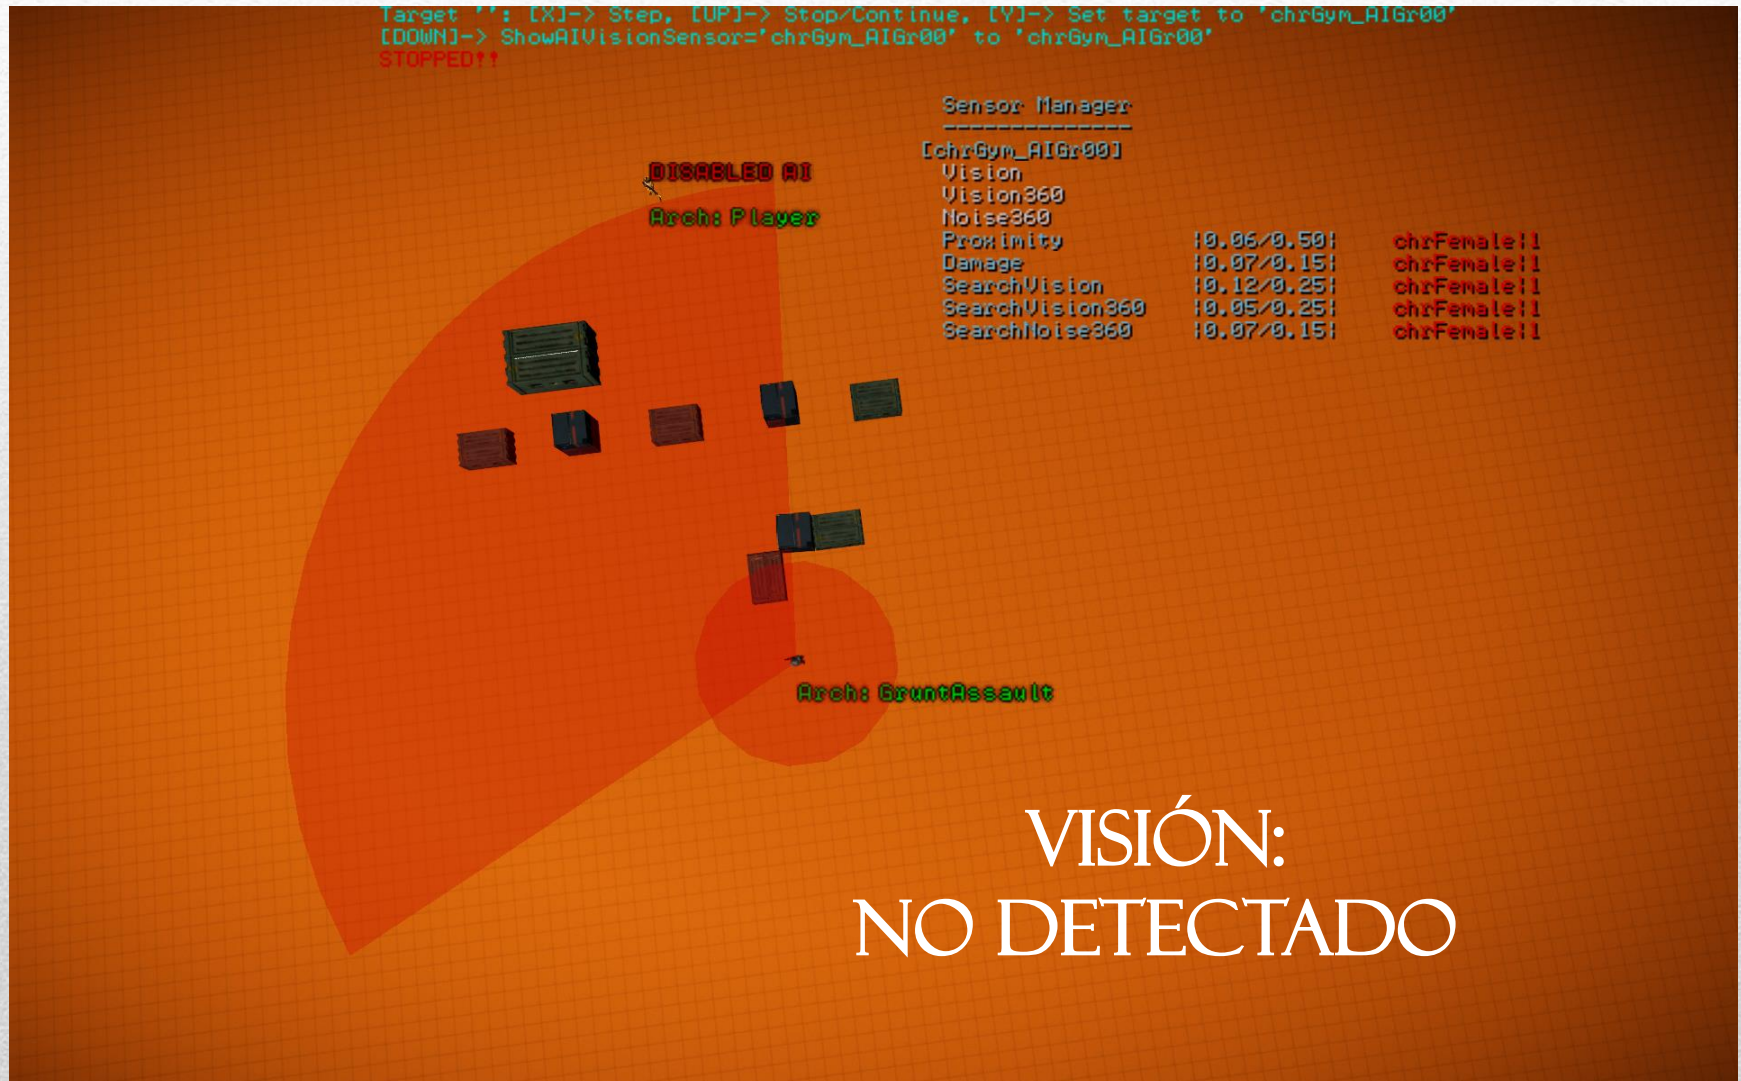 Target '': [X]-> Step, [UP]-> Stop/Continue, [Y]-> Set target to 'chrGym_AIGr00'
[DOWN]-> ShowAIVisionSensor='chrGym_AIGr00' to 'chrGym_AIGr00'
STOPPED!!
Sensor Manager
--------------
[chrGym_AIGr00]
DISABLED AI
Vision
Vision360
Arch: Player
Noise360
Proximity |0.06/0.50| chrFemale|1
Damage |0.07/0.15| chrFemale|1
SearchVision |0.12/0.25| chrFemale|1
SearchVision360 |0.05/0.25| chrFemale|1
SearchNoise360 |0.07/0.15| chrFemale|1
Arch: GruntAssault
VISIÓN:
NO DETECTADO